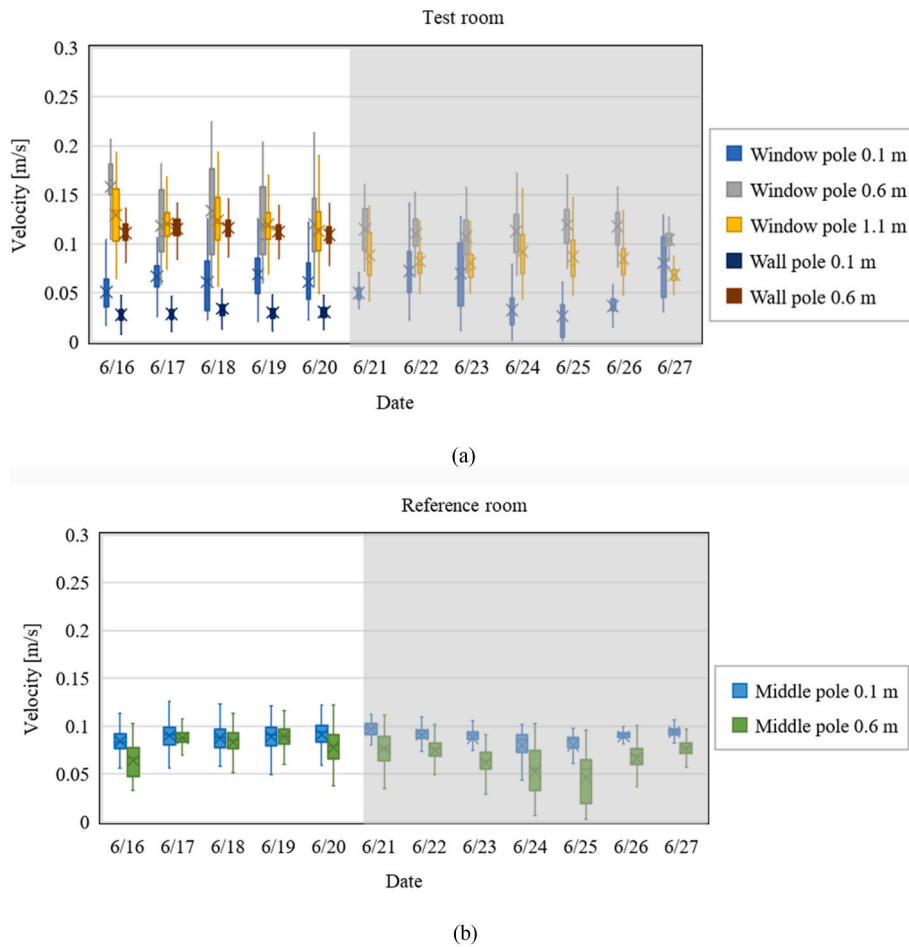 Test room
0.3
0.25
0.2
0.15
0.1
0.05
0
Velocity [m/s]
6/16 6/17 6/18 6/19 6/20 6/21 6/22 6/23 6/24 6/25 6/26 6/27
Date
Window pole 0.1 m
Window pole 0.6 m
Window pole 1.1 m
Wall pole 0.1 m
Wall pole 0.6 m
(a)
Reference room
0.3
0.25
0.2
0.15
0.1
0.05
0
Velocity [m/s]
6/16 6/17 6/18 6/19 6/20 6/21 6/22 6/23 6/24 6/25 6/26 6/27
Date
Middle pole 0.1 m
Middle pole 0.6 m
(b)